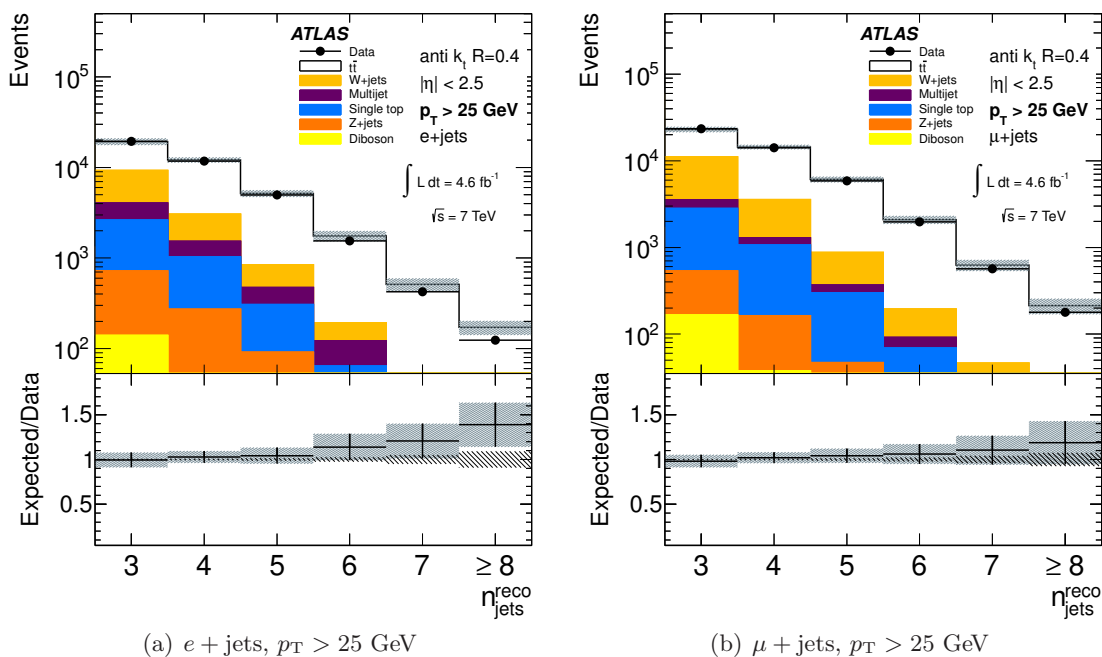 Events
ATLAS
Data
tt̄
W+jets
Multijet
Single top
Z+jets
Diboson
anti k_t R=0.4
|η| < 2.5
p_T > 25 GeV
e+jets
∫ L dt = 4.6 fb⁻¹
√s = 7 TeV
10⁵
10⁴
10³
10²
Expected/Data
1.5
1
0.5
3 4 5 6 7 ≥ 8
n_jets^reco
(a) e + jets, p_T > 25 GeV
Events
ATLAS
Data
tt̄
W+jets
Multijet
Single top
Z+jets
Diboson
anti k_t R=0.4
|η| < 2.5
p_T > 25 GeV
μ+jets
∫ L dt = 4.6 fb⁻¹
√s = 7 TeV
10⁵
10⁴
10³
10²
Expected/Data
1.5
1
0.5
3 4 5 6 7 ≥ 8
n_jets^reco
(b) μ + jets, p_T > 25 GeV